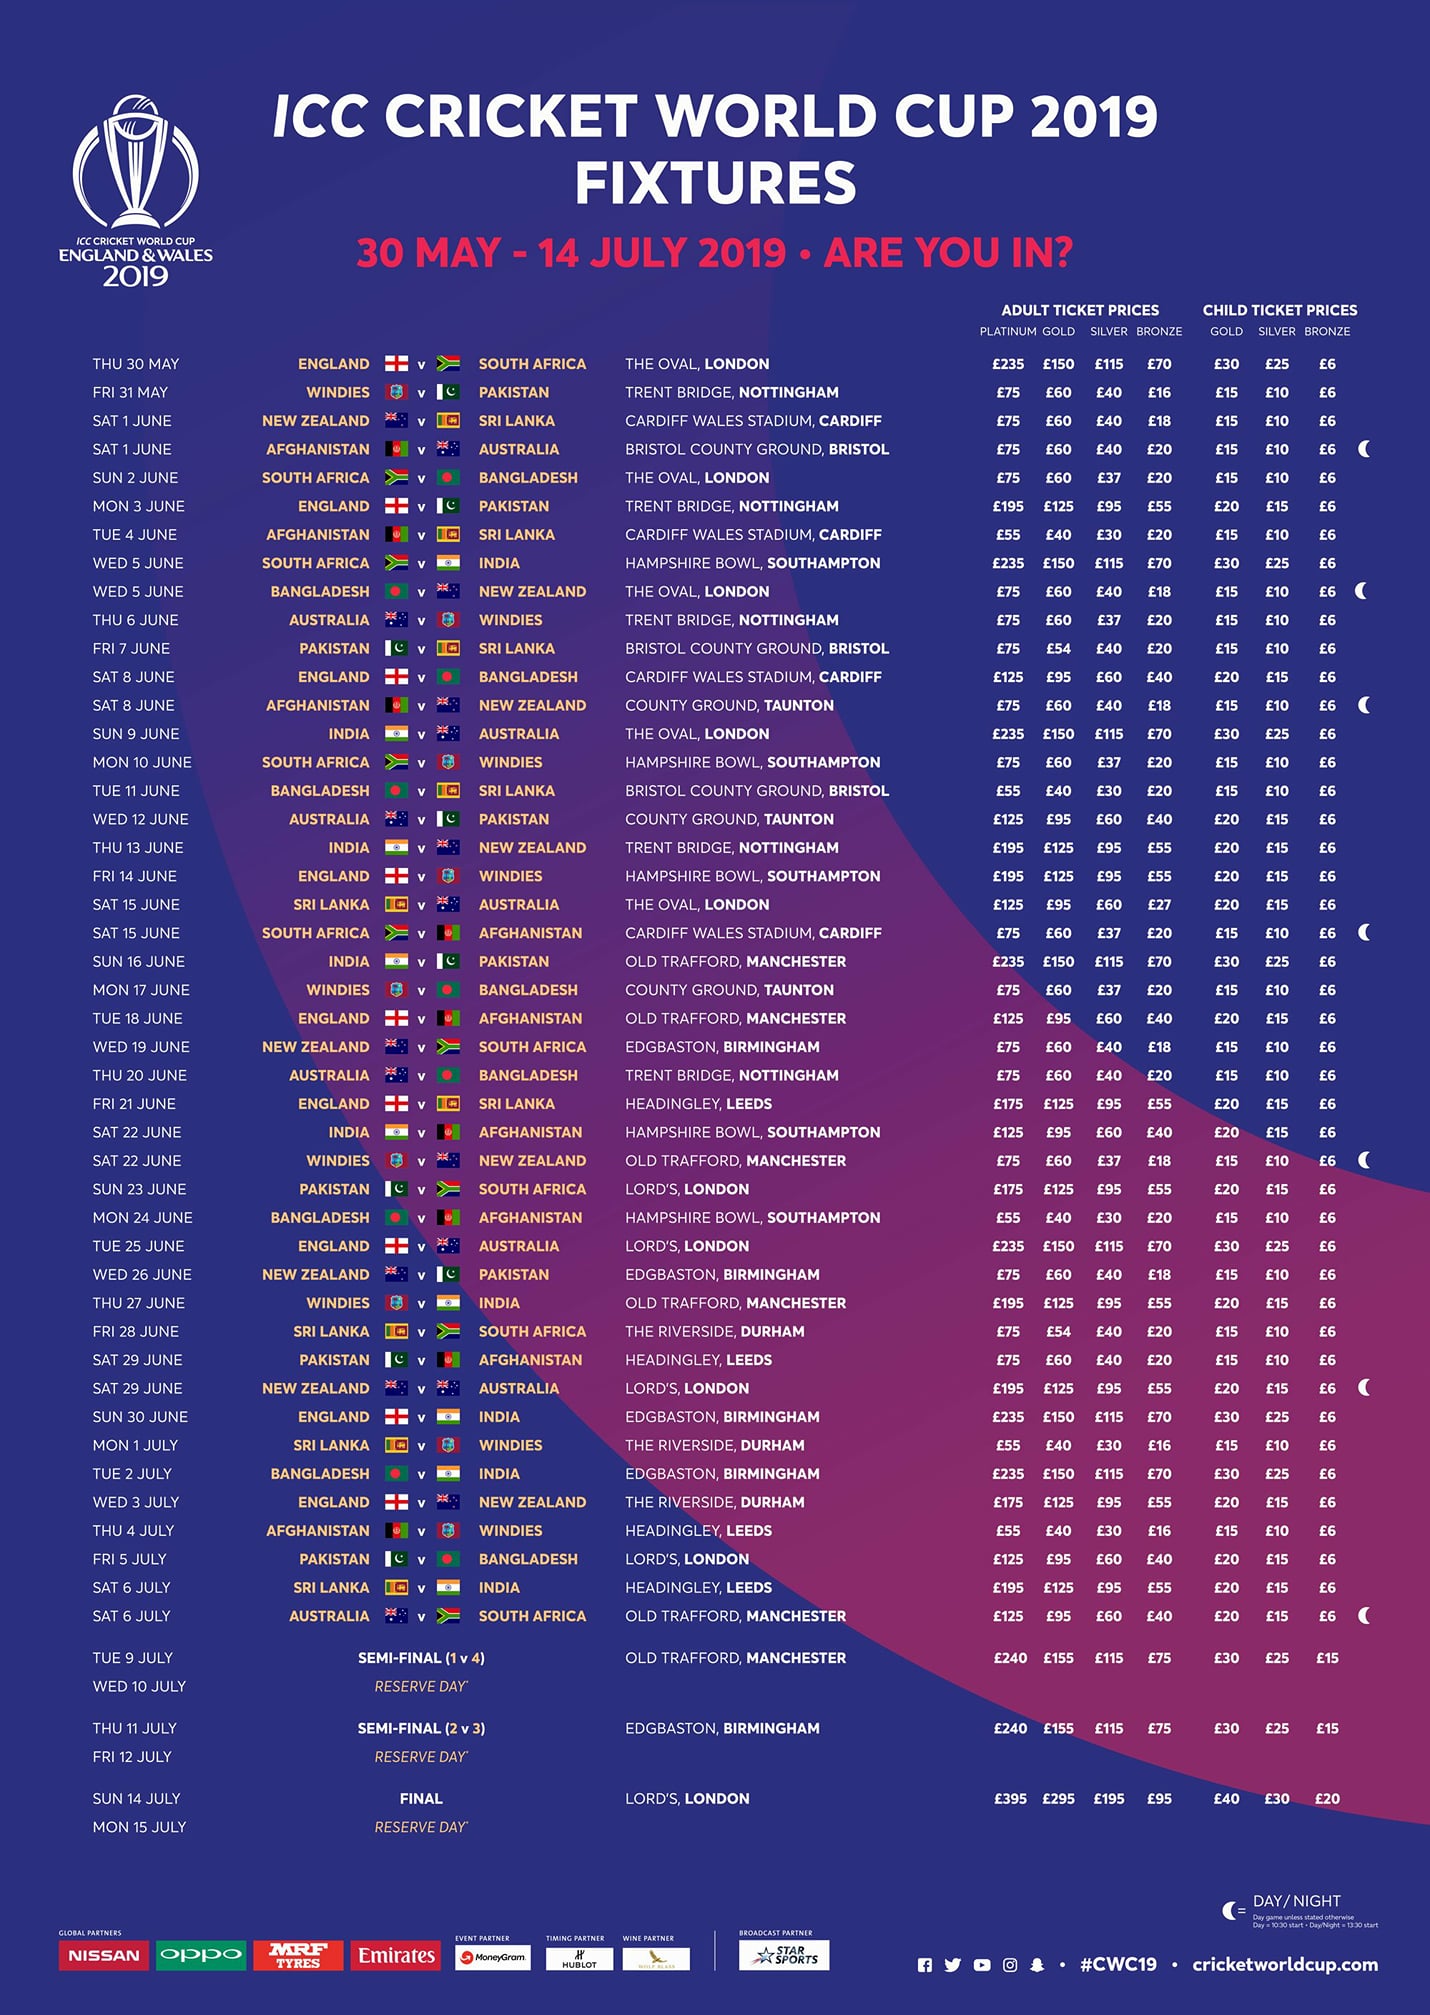 ICC CRICKET WORLD CUP 2019
FIXTURES
30 MAY - 14 JULY 2019 • ARE YOU IN?
ICC CRICKET WORLD CUP
ENGLAND & WALES
2019
ADULT TICKET PRICES CHILD TICKET PRICES
PLATINUM GOLD SILVER BRONZE GOLD SILVER BRONZE
THU 30 MAY ENGLAND v SOUTH AFRICA THE OVAL, LONDON £235 £150 £115 £70 £30 £25 £6
FRI 31 MAY WINDIES v PAKISTAN TRENT BRIDGE, NOTTINGHAM £75 £60 £40 £16 £15 £10 £6
SAT 1 JUNE NEW ZEALAND v SRI LANKA CARDIFF WALES STADIUM, CARDIFF £75 £60 £40 £18 £15 £10 £6
SAT 1 JUNE AFGHANISTAN v AUSTRALIA BRISTOL COUNTY GROUND, BRISTOL £75 £60 £40 £20 £15 £10 £6
SUN 2 JUNE SOUTH AFRICA v BANGLADESH THE OVAL, LONDON £75 £60 £37 £20 £15 £10 £6
MON 3 JUNE ENGLAND v PAKISTAN TRENT BRIDGE, NOTTINGHAM £195 £125 £95 £55 £20 £15 £6
TUE 4 JUNE AFGHANISTAN v SRI LANKA CARDIFF WALES STADIUM, CARDIFF £55 £40 £30 £20 £15 £10 £6
WED 5 JUNE SOUTH AFRICA v INDIA HAMPSHIRE BOWL, SOUTHAMPTON £235 £150 £115 £70 £30 £25 £6
WED 5 JUNE BANGLADESH v NEW ZEALAND THE OVAL, LONDON £75 £60 £40 £18 £15 £10 £6
THU 6 JUNE AUSTRALIA v WINDIES TRENT BRIDGE, NOTTINGHAM £75 £60 £37 £20 £15 £10 £6
FRI 7 JUNE PAKISTAN v SRI LANKA BRISTOL COUNTY GROUND, BRISTOL £75 £54 £40 £20 £15 £10 £6
SAT 8 JUNE ENGLAND v BANGLADESH CARDIFF WALES STADIUM, CARDIFF £125 £95 £60 £40 £20 £15 £6
SAT 8 JUNE AFGHANISTAN v NEW ZEALAND COUNTY GROUND, TAUNTON £75 £60 £40 £18 £15 £10 £6
SUN 9 JUNE INDIA v AUSTRALIA THE OVAL, LONDON £235 £150 £115 £70 £30 £25 £6
MON 10 JUNE SOUTH AFRICA v WINDIES HAMPSHIRE BOWL, SOUTHAMPTON £75 £60 £37 £20 £15 £10 £6
TUE 11 JUNE BANGLADESH v SRI LANKA BRISTOL COUNTY GROUND, BRISTOL £55 £40 £30 £20 £15 £10 £6
WED 12 JUNE AUSTRALIA v PAKISTAN COUNTY GROUND, TAUNTON £125 £95 £60 £40 £20 £15 £6
THU 13 JUNE INDIA v NEW ZEALAND TRENT BRIDGE, NOTTINGHAM £195 £125 £95 £55 £20 £15 £6
FRI 14 JUNE ENGLAND v WINDIES HAMPSHIRE BOWL, SOUTHAMPTON £195 £125 £95 £55 £20 £15 £6
SAT 15 JUNE SRI LANKA v AUSTRALIA THE OVAL, LONDON £125 £95 £60 £27 £20 £15 £6
SAT 15 JUNE SOUTH AFRICA v AFGHANISTAN CARDIFF WALES STADIUM, CARDIFF £75 £60 £37 £20 £15 £10 £6
SUN 16 JUNE INDIA v PAKISTAN OLD TRAFFORD, MANCHESTER £235 £150 £115 £70 £30 £25 £6
MON 17 JUNE WINDIES v BANGLADESH COUNTY GROUND, TAUNTON £75 £60 £37 £20 £15 £10 £6
TUE 18 JUNE ENGLAND v AFGHANISTAN OLD TRAFFORD, MANCHESTER £125 £95 £60 £40 £20 £15 £6
WED 19 JUNE NEW ZEALAND v SOUTH AFRICA EDGBASTON, BIRMINGHAM £75 £60 £40 £18 £15 £10 £6
THU 20 JUNE AUSTRALIA v BANGLADESH TRENT BRIDGE, NOTTINGHAM £75 £60 £40 £20 £15 £10 £6
FRI 21 JUNE ENGLAND v SRI LANKA HEADINGLEY, LEEDS £175 £125 £95 £55 £20 £15 £6
SAT 22 JUNE INDIA v AFGHANISTAN HAMPSHIRE BOWL, SOUTHAMPTON £125 £95 £60 £40 £20 £15 £6
SAT 22 JUNE WINDIES v NEW ZEALAND OLD TRAFFORD, MANCHESTER £75 £60 £37 £18 £15 £10 £6
SUN 23 JUNE PAKISTAN v SOUTH AFRICA LORD'S, LONDON £175 £125 £95 £55 £20 £15 £6
MON 24 JUNE BANGLADESH v AFGHANISTAN HAMPSHIRE BOWL, SOUTHAMPTON £55 £40 £30 £20 £15 £10 £6
TUE 25 JUNE ENGLAND v AUSTRALIA LORD'S, LONDON £235 £150 £115 £70 £30 £25 £6
WED 26 JUNE NEW ZEALAND v PAKISTAN EDGBASTON, BIRMINGHAM £75 £60 £40 £18 £15 £10 £6
THU 27 JUNE WINDIES v INDIA OLD TRAFFORD, MANCHESTER £195 £125 £95 £55 £20 £15 £6
FRI 28 JUNE SRI LANKA v SOUTH AFRICA THE RIVERSIDE, DURHAM £75 £54 £40 £20 £15 £10 £6
SAT 29 JUNE PAKISTAN v AFGHANISTAN HEADINGLEY, LEEDS £75 £60 £40 £20 £15 £10 £6
SAT 29 JUNE NEW ZEALAND v AUSTRALIA LORD'S, LONDON £195 £125 £95 £55 £20 £15 £6
SUN 30 JUNE ENGLAND v INDIA EDGBASTON, BIRMINGHAM £235 £150 £115 £70 £30 £25 £6
MON 1 JULY SRI LANKA v WINDIES THE RIVERSIDE, DURHAM £55 £40 £30 £16 £15 £10 £6
TUE 2 JULY BANGLADESH v INDIA EDGBASTON, BIRMINGHAM £235 £150 £115 £70 £30 £25 £6
WED 3 JULY ENGLAND v NEW ZEALAND THE RIVERSIDE, DURHAM £175 £125 £95 £55 £20 £15 £6
THU 4 JULY AFGHANISTAN v WINDIES HEADINGLEY, LEEDS £55 £40 £30 £16 £15 £10 £6
FRI 5 JULY PAKISTAN v BANGLADESH LORD'S, LONDON £125 £95 £60 £40 £20 £15 £6
SAT 6 JULY SRI LANKA v INDIA HEADINGLEY, LEEDS £195 £125 £95 £55 £20 £15 £6
SAT 6 JULY AUSTRALIA v SOUTH AFRICA OLD TRAFFORD, MANCHESTER £125 £95 £60 £40 £20 £15 £6
TUE 9 JULY SEMI-FINAL (1 v 4) OLD TRAFFORD, MANCHESTER £240 £155 £115 £75 £30 £25 £15
WED 10 JULY RESERVE DAY*
THU 11 JULY SEMI-FINAL (2 v 3) EDGBASTON, BIRMINGHAM £240 £155 £115 £75 £30 £25 £15
FRI 12 JULY RESERVE DAY*
SUN 14 JULY FINAL LORD'S, LONDON £395 £295 £195 £95 £40 £30 £20
MON 15 JULY RESERVE DAY*
= DAY/NIGHT
Day game unless stated otherwise
Day = 10:30 start • Day/Night = 13:30 start
GLOBAL PARTNERS EVENT PARTNER TIMING PARTNER WINE PARTNER BROADCAST PARTNER
NISSAN OPPO MRF TYRES Emirates MoneyGram HUBLOT WOLF BLASS STAR SPORTS
• #CWC19 • cricketworldcup.com